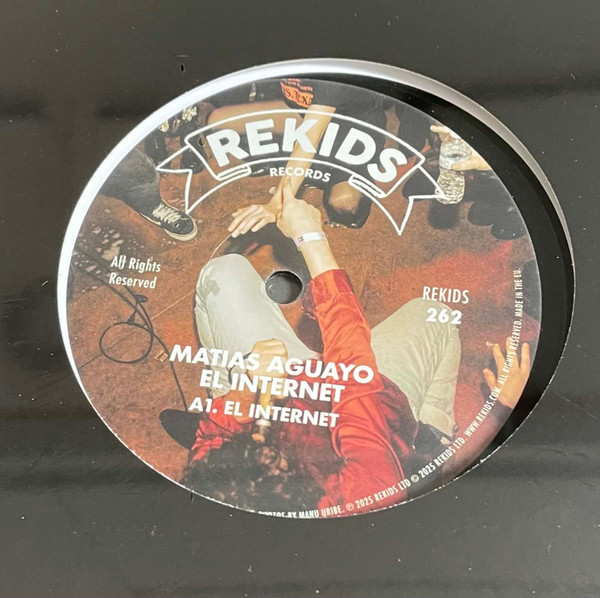 REKIDS
RECORDS
All Rights
Reserved
REKIDS
262
MATIAS AGUAYO
EL INTERNET
A1. EL INTERNET
PHOTOS BY MANU URIBE. ℗ 2025 REKIDS LTD © 2025 REKIDS LTD. WWW.REKIDS.COM. ALL RIGHTS RESERVED. MADE IN THE EU.